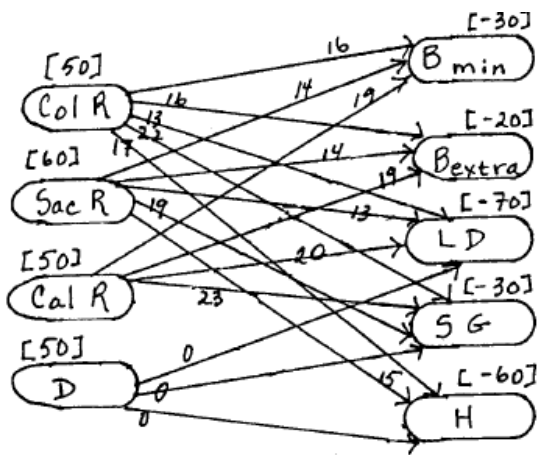 [-30]
B min
[50]
16
Col R
14
19
16
13
22
17
[-20]
B extra
[60]
14
19
Sac R
19
13
[-70]
L D
[50]
20
Cal R
23
[-30]
S G
[50]
0
D
0
0
15
[-60]
H